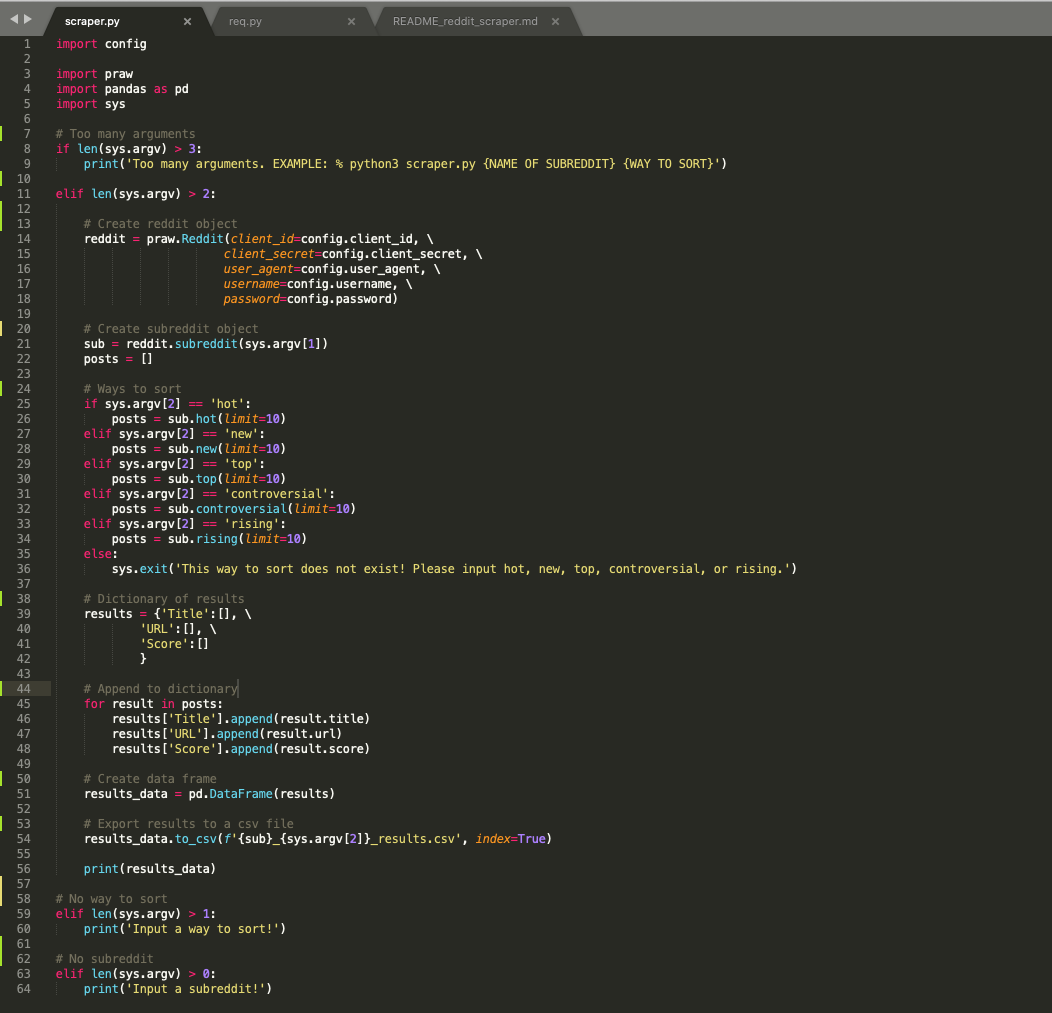 scraper.py × req.py × README_reddit_scraper.md ×
1 import config
2
3 import praw
4 import pandas as pd
5 import sys
6
7 # Too many arguments
8 if len(sys.argv) > 3:
9     print('Too many arguments. EXAMPLE: % python3 scraper.py {NAME OF SUBREDDIT} {WAY TO SORT}')
10
11 elif len(sys.argv) > 2:
12
13     # Create reddit object
14     reddit = praw.Reddit(client_id=config.client_id, \
15                         client_secret=config.client_secret, \
16                         user_agent=config.user_agent, \
17                         username=config.username, \
18                         password=config.password)
19
20     # Create subreddit object
21     sub = reddit.subreddit(sys.argv[1])
22     posts = []
23
24     # Ways to sort
25     if sys.argv[2] == 'hot':
26         posts = sub.hot(limit=10)
27     elif sys.argv[2] == 'new':
28         posts = sub.new(limit=10)
29     elif sys.argv[2] == 'top':
30         posts = sub.top(limit=10)
31     elif sys.argv[2] == 'controversial':
32         posts = sub.controversial(limit=10)
33     elif sys.argv[2] == 'rising':
34         posts = sub.rising(limit=10)
35     else:
36         sys.exit('This way to sort does not exist! Please input hot, new, top, controversial, or rising.')
37
38     # Dictionary of results
39     results = {'Title':[], \
40             'URL':[], \
41             'Score':[]
42             }
43
44     # Append to dictionary
45     for result in posts:
46         results['Title'].append(result.title)
47         results['URL'].append(result.url)
48         results['Score'].append(result.score)
49
50     # Create data frame
51     results_data = pd.DataFrame(results)
52
53     # Export results to a csv file
54     results_data.to_csv(f'{sub}_{sys.argv[2]}_results.csv', index=True)
55
56     print(results_data)
57
58 # No way to sort
59 elif len(sys.argv) > 1:
60     print('Input a way to sort!')
61
62 # No subreddit
63 elif len(sys.argv) > 0:
64     print('Input a subreddit!')